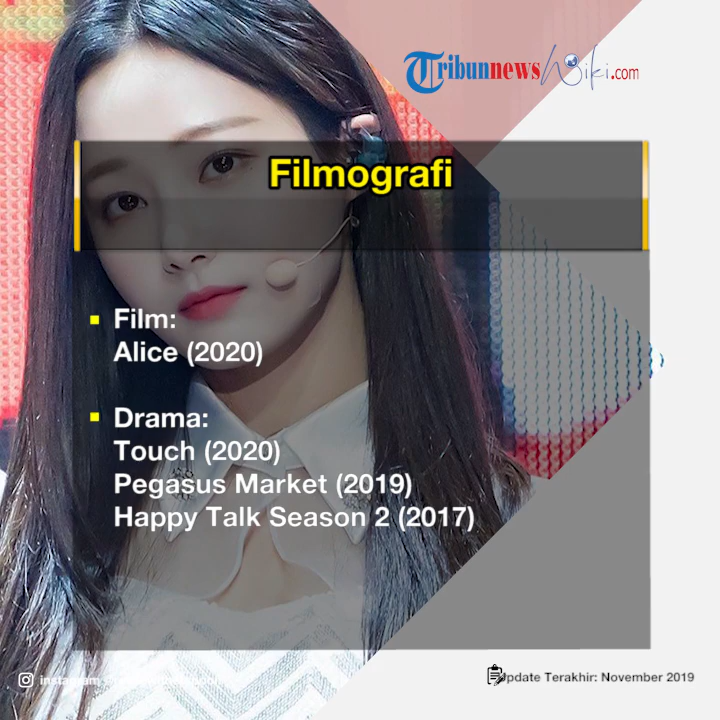 TribunnewsWiki.com
Filmografi
Film:
Alice (2020)
Drama:
Touch (2020)
Pegasus Market (2019)
Happy Talk Season 2 (2017)
Update Terakhir: November 2019